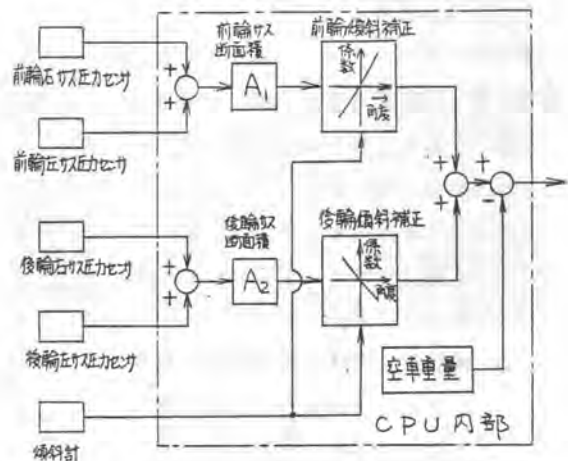 前輪右サス圧力センサ
前輪左サス圧力センサ
後輪右サス圧力センサ
後輪左サス圧力センサ
傾斜計
前輪サス
断面積
A₁
後輪サス
断面積
A₂
前輪傾斜補正
係数
角度
後輪傾斜補正
係数
角度
+
+
+
+
+
+
+
-
空車重量
CPU内部